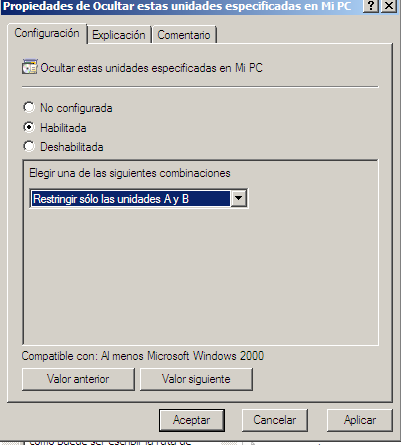 Propiedades de Ocultar estas unidades especificadas en Mi PC
Configuración Explicación Comentario
Ocultar estas unidades especificadas en Mi PC
No configurada
Habilitada
Deshabilitada
Elegir una de las siguientes combinaciones
Restringir sólo las unidades A y B
Compatible con: Al menos Microsoft Windows 2000
Valor anterior Valor siguiente
Aceptar Cancelar Aplicar
como puede ser escribir la ruta de